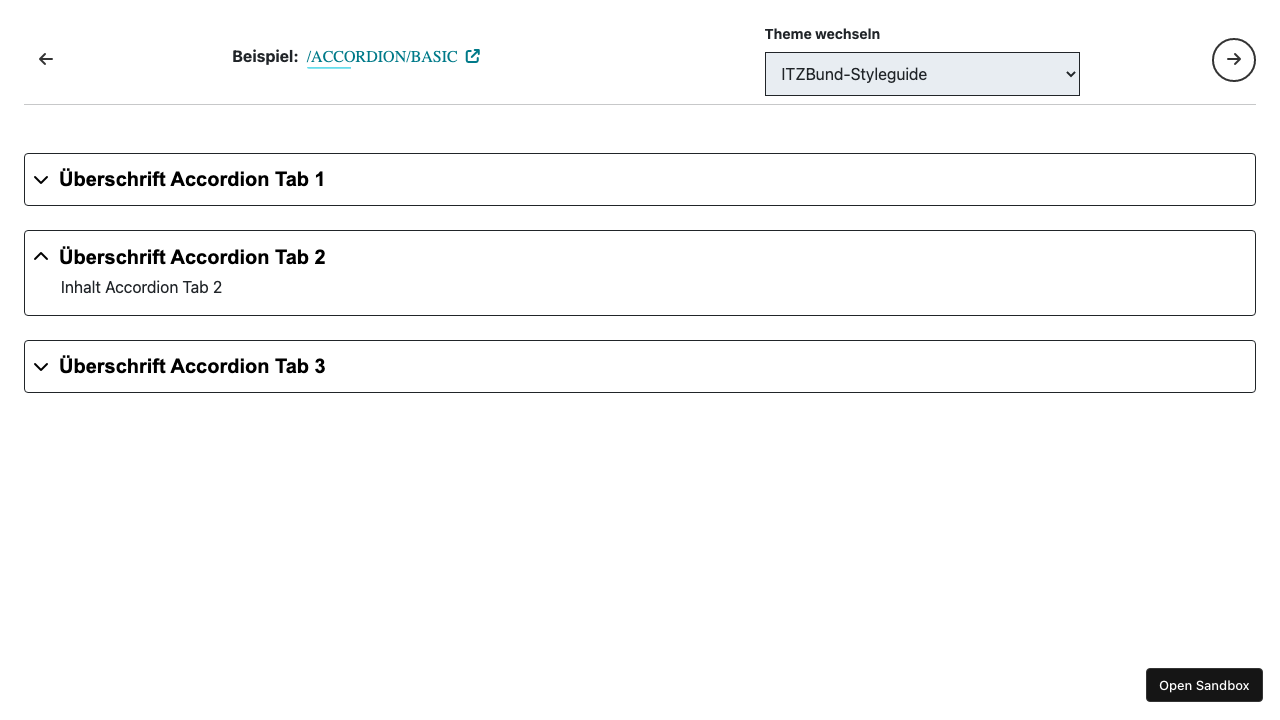 Beispiel: /ACCORDION/BASIC
Theme wechseln
ITZBund-Styleguide
Überschrift Accordion Tab 1
Überschrift Accordion Tab 2
Inhalt Accordion Tab 2
Überschrift Accordion Tab 3
Open Sandbox